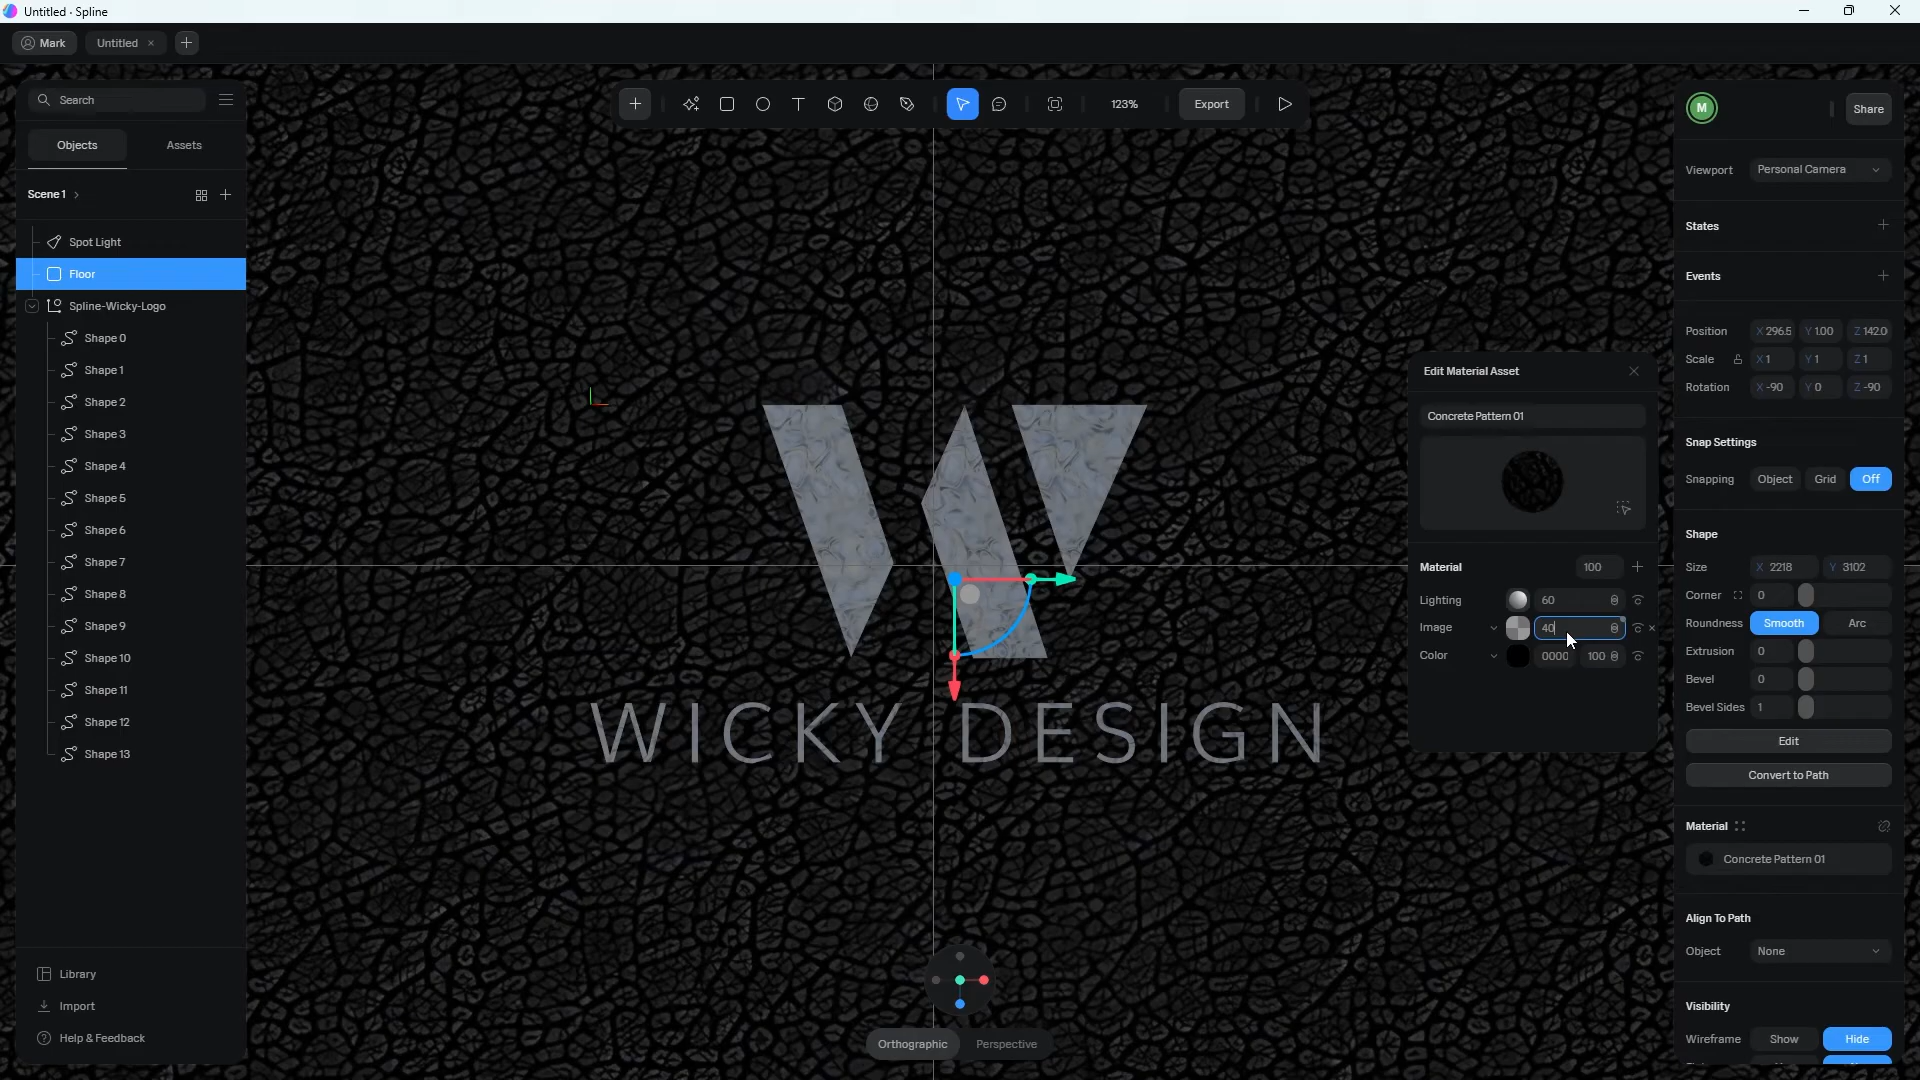 Untitled - Spline
Mark
Untitled
Search
Objects
Assets
Scene 1
Spot Light
Floor
Spline-Wicky-Logo
Shape 0
Shape 1
Shape 2
Shape 3
Shape 4
Shape 5
Shape 6
Shape 7
Shape 8
Shape 9
Shape 10
Shape 11
Shape 12
Shape 13
Library
Import
Help & Feedback
123%
Export
WICKY DESIGN
Orthographic
Perspective
Edit Material Asset
Concrete Pattern 01
Material 100
Lighting 60
Image 40
Color 0000 100
M
Share
Viewport Personal Camera
States
Events
Position X 296.5 Y 1.00 Z 142.0
Scale X 1 Y 1 Z 1
Rotation X -90 Y 0 Z -90
Snap Settings
Snapping Object Grid Off
Shape
Size X 2218 Y 3102
Corner 0
Roundness Smooth Arc
Extrusion 0
Bevel 0
Bevel Sides 1
Edit
Convert to Path
Material
Concrete Pattern 01
Align To Path
Object None
Visibility
Wireframe Show Hide